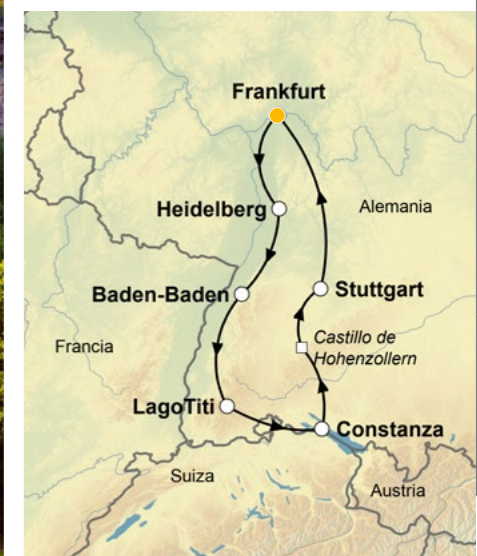 Frankfurt
Heidelberg
Alemania
Baden-Baden
Stuttgart
Francia
Castillo de
Hohenzollern
LagoTiti
Constanza
Suiza
Austria